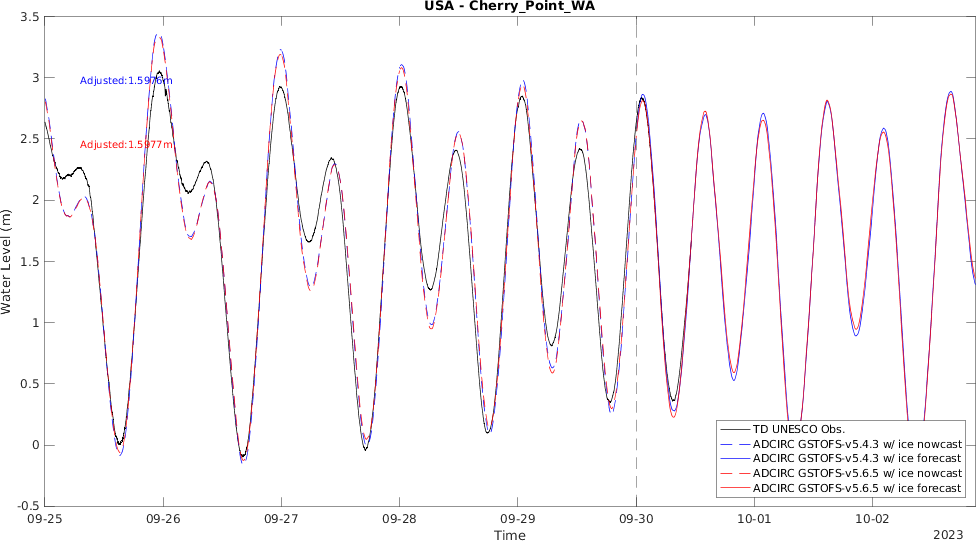 USA - Cherry_Point_WA
3.5
3
2.5
2
1.5
1
0.5
0
-0.5
Water Level (m)
Adjusted:1.5976m
Adjusted:1.5977m
TD UNESCO Obs.
ADCIRC GSTOFS-v5.4.3 w/ ice nowcast
ADCIRC GSTOFS-v5.4.3 w/ ice forecast
ADCIRC GSTOFS-v5.6.5 w/ ice nowcast
ADCIRC GSTOFS-v5.6.5 w/ ice forecast
09-25 09-26 09-27 09-28 09-29 09-30 10-01 10-02
Time
2023